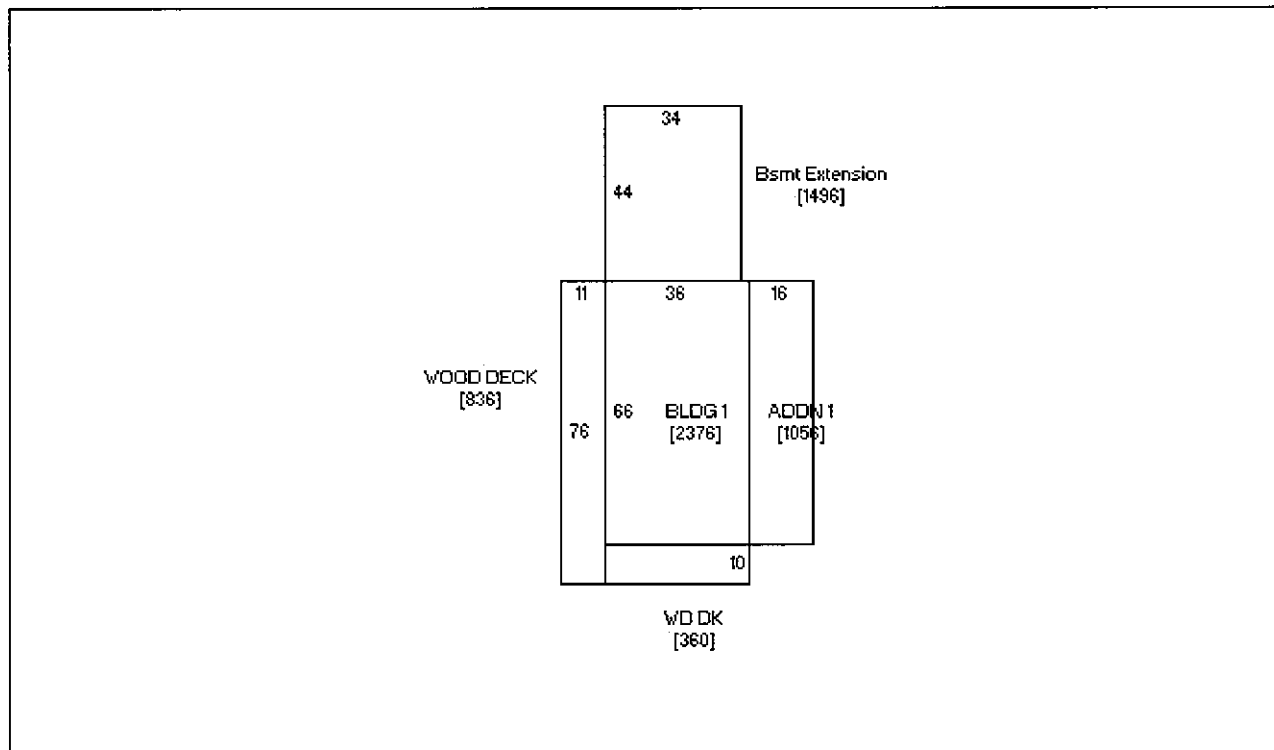 34
Bsmt Extension
[1496]
44
11
36
16
WOOD DECK
[836]
66
BLDG 1
[2376]
ADDN 1
[1056]
76
10
WD DK
[360]